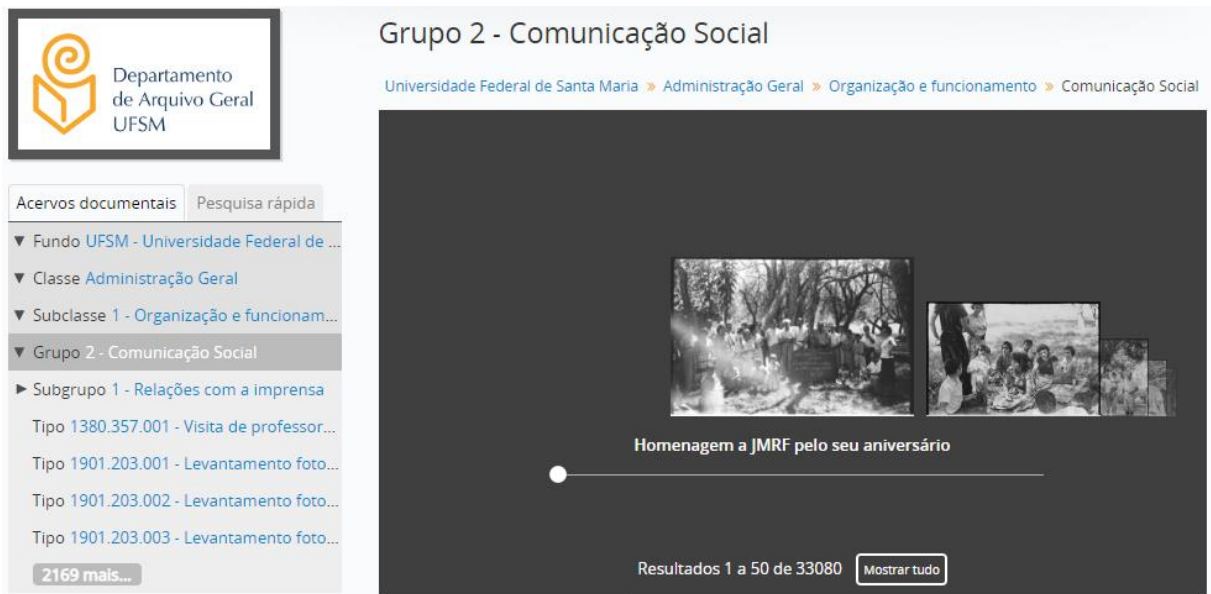 Departamento
de Arquivo Geral
UFSM
Grupo 2 - Comunicação Social
Universidade Federal de Santa Maria » Administração Geral » Organização e funcionamento » Comunicação Social
Acervos documentais Pesquisa rápida
▼ Fundo UFSM - Universidade Federal de ...
▼ Classe Administração Geral
▼ Subclasse 1 - Organização e funcionam...
▼ Grupo 2 - Comunicação Social
► Subgrupo 1 - Relações com a imprensa
Tipo 1380.357.001 - Visita de professor...
Tipo 1901.203.001 - Levantamento foto...
Tipo 1901.203.002 - Levantamento foto...
Tipo 1901.203.003 - Levantamento foto...
2169 mais...
Homenagem a JMRF pelo seu aniversário
Resultados 1 a 50 de 33080 Mostrar tudo